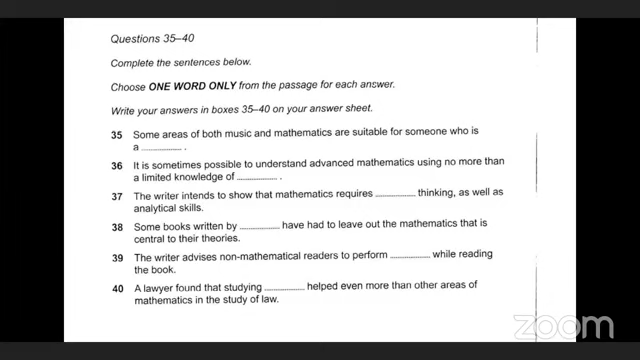 Questions 35–40
Complete the sentences below.
Choose ONE WORD ONLY from the passage for each answer.
Write your answers in boxes 35–40 on your answer sheet.
35 Some areas of both music and mathematics are suitable for someone who is
a .................... .
36 It is sometimes possible to understand advanced mathematics using no more than
a limited knowledge of .................... .
37 The writer intends to show that mathematics requires .................... thinking, as well as
analytical skills.
38 Some books written by .................... have had to leave out the mathematics that is
central to their theories.
39 The writer advises non-mathematical readers to perform .................... while reading
the book.
40 A lawyer found that studying .................... helped even more than other areas of
mathematics in the study of law.
zoom